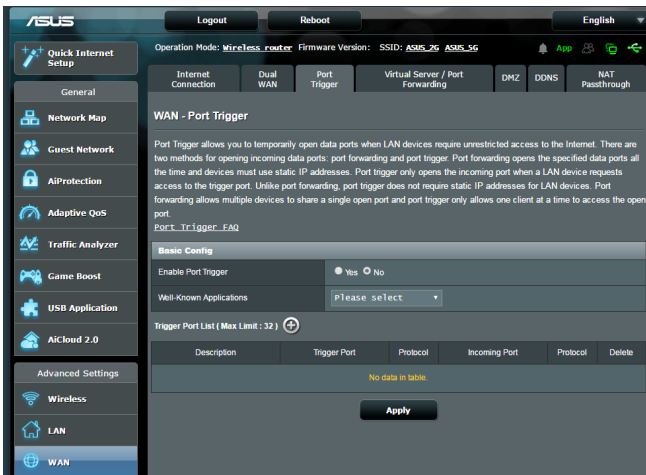 ASUS
Logout
Reboot
English
Quick Internet
Setup
Operation Mode: Wireless router Firmware Version: SSID: ASUS_2G ASUS_5G
App
Internet
Connection
Dual
WAN
Port
Trigger
Virtual Server / Port
Forwarding
DMZ
DDNS
NAT
Passthrough
General
Network Map
Guest Network
AiProtection
Adaptive QoS
Traffic Analyzer
Game Boost
USB Application
AiCloud 2.0
Advanced Settings
Wireless
LAN
WAN
WAN - Port Trigger
Port Trigger allows you to temporarily open data ports when LAN devices require unrestricted access to the Internet. There are
two methods for opening incoming data ports: port forwarding and port trigger. Port forwarding opens the specified data ports all
the time and devices must use static IP addresses. Port trigger only opens the incoming port when a LAN device requests
access to the trigger port. Unlike port forwarding, port trigger does not require static IP addresses for LAN devices. Port
forwarding allows multiple devices to share a single open port and port trigger only allows one client at a time to access the open
port.
Port Trigger FAQ
Basic Config
Enable Port Trigger
Yes No
Well-Known Applications
Please select
Trigger Port List ( Max Limit : 32 )
Description Trigger Port Protocol Incoming Port Protocol Delete
No data in table.
Apply